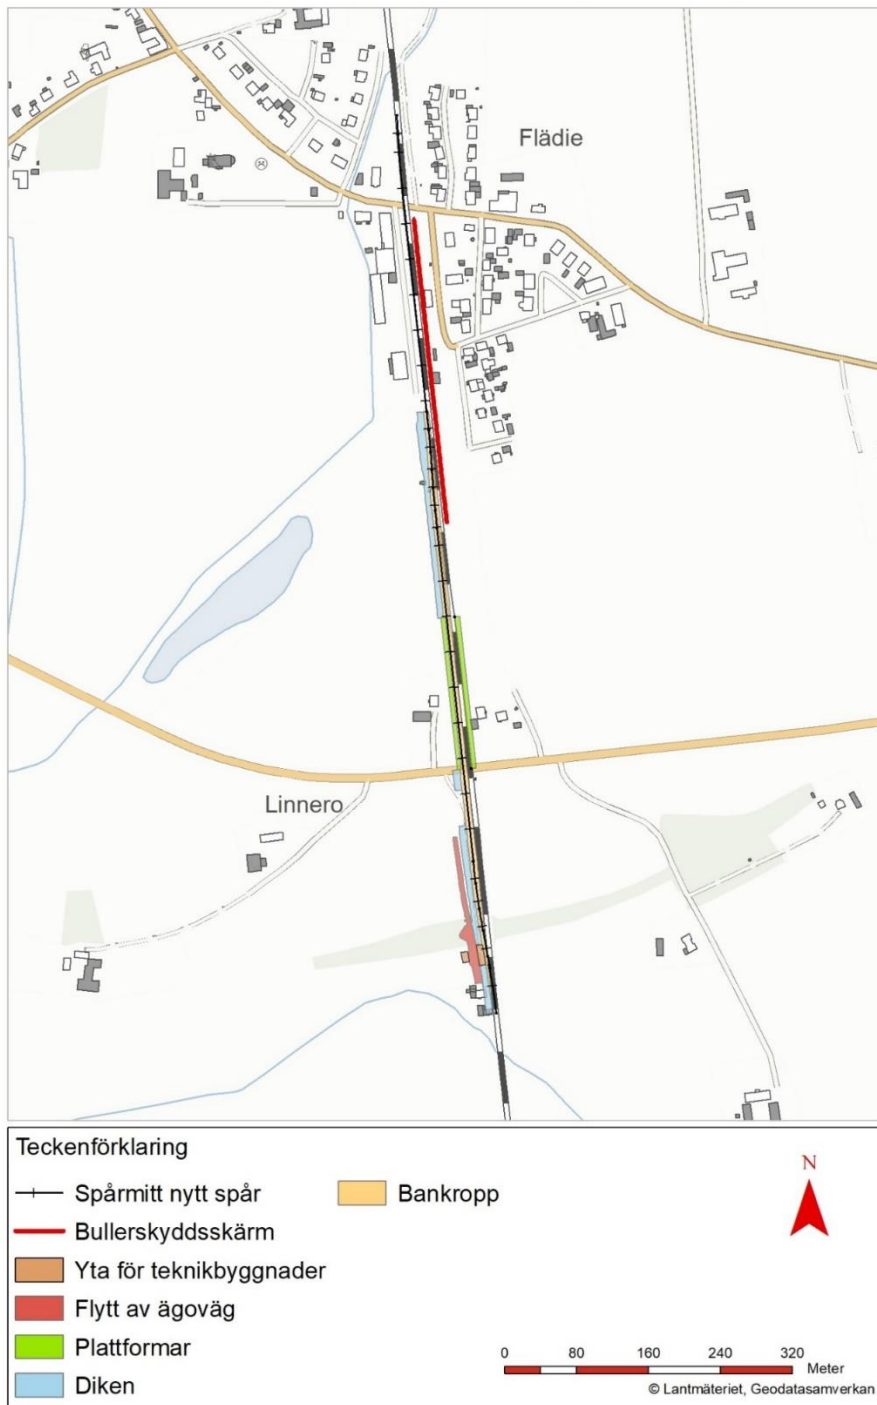 Flädie
Linnero
Teckenförklaring
Spårmitt nytt spår
Bankropp
Bullerskyddsskärm
Yta för teknikbyggnader
Flytt av ägoväg
Plattformar
Diken
N
0 80 160 240 320
Meter
© Lantmäteriet, Geodatasamverkan